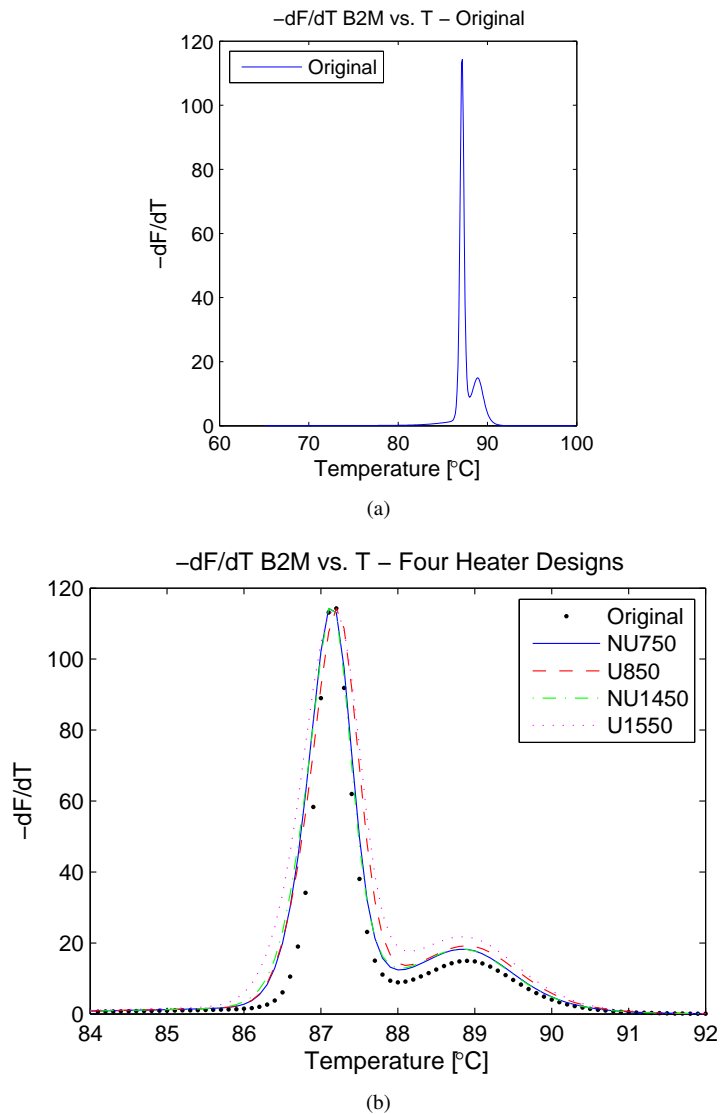 −dF/dT B2M vs. T − Original
120
100
80
60
40
20
0
−dF/dT
Original
60
70
80
90
100
Temperature [°C]
(a)
−dF/dT B2M vs. T − Four Heater Designs
120
100
80
60
40
20
0
−dF/dT
Original
NU750
U850
NU1450
U1550
84
85
86
87
88
89
90
91
92
Temperature [°C]
(b)